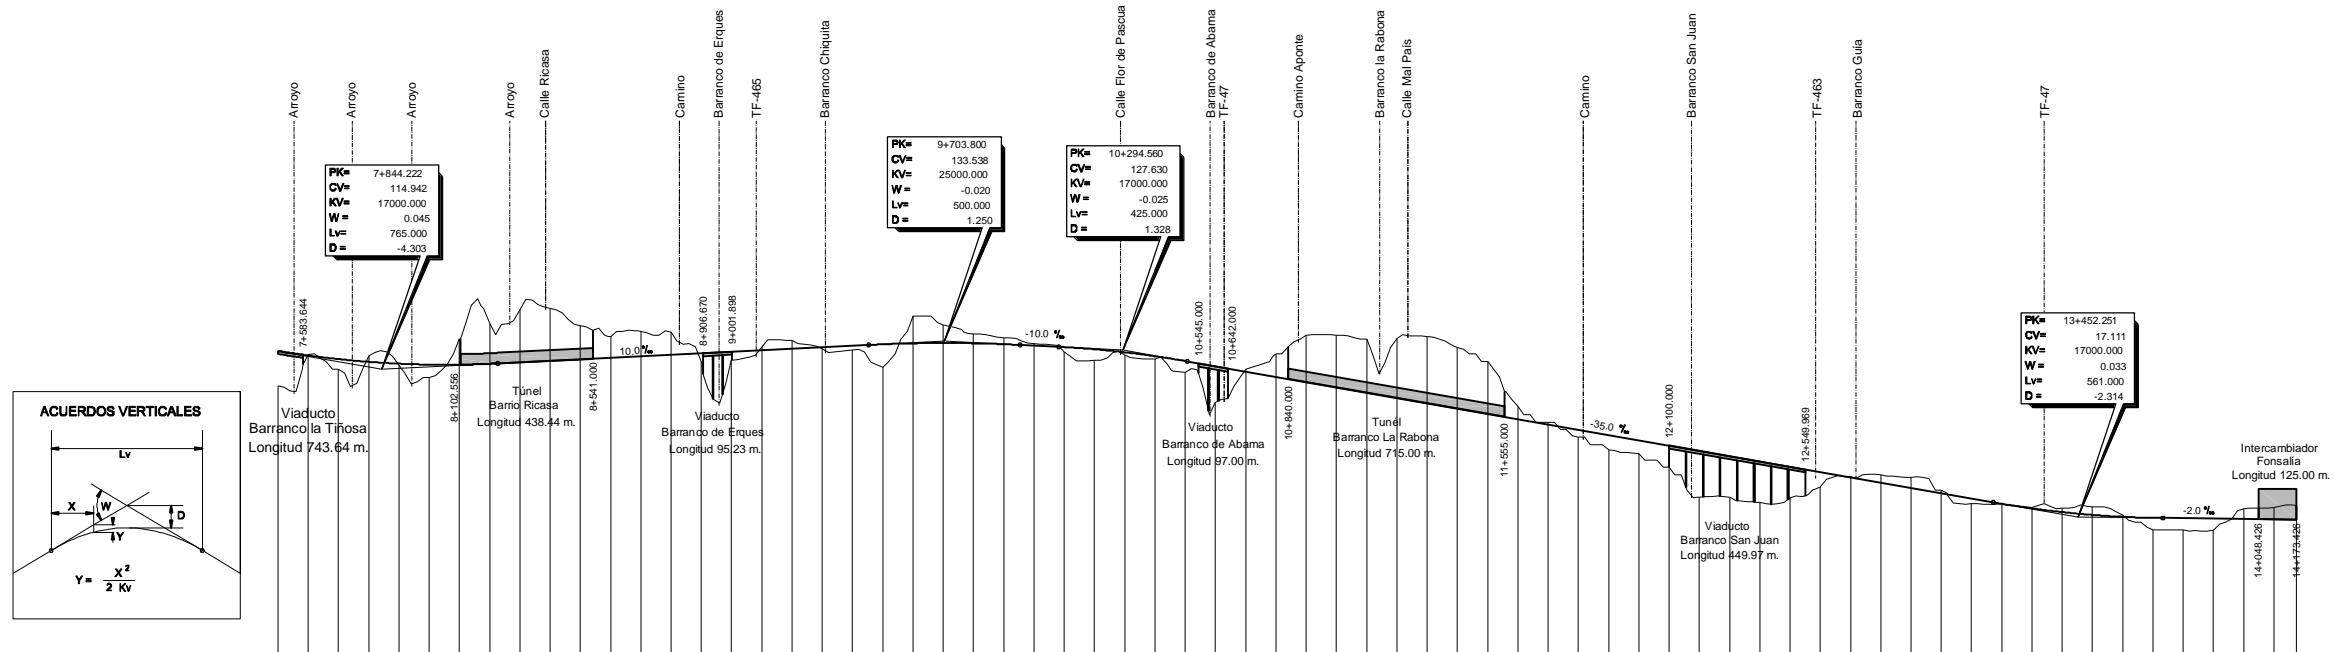 Arroyo
Arroyo
Arroyo
Arroyo
Calle Ricasa
Camino
Barranco de Erques
TF-465
Barranco Chiquita
Calle Flor de Pascua
Barranco de Abama
TF-47
Camino Aponte
Barranco la Rabona
Calle Mal País
Camino
Barranco San Juan
TF-463
Barranco Guía
TF-47
PK= 7+844.222
CV= 114.942
KV= 17000.000
W = 0.045
Lv= 765.000
D = -4.303
PK= 9+703.800
CV= 133.538
KV= 25000.000
W = -0.020
Lv= 500.000
D = 1.250
PK= 10+294.560
CV= 127.630
KV= 17000.000
W = -0.025
Lv= 425.000
D = 1.328
PK= 13+452.251
CV= 17.111
KV= 17000.000
W = 0.033
Lv= 561.000
D = -2.314
7+583.644
8+102.556
8+541.000
10,0 ‰
8+906.670
9+001.898
-10.0 ‰
10+545.000
10+642.000
10+840.000
11+555.000
-35.0 ‰
12+100.000
12+549.969
-2.0 ‰
14+048.426
14+173.426
Viaducto
Barranco la Tiñosa
Longitud 743.64 m.
Túnel
Barrio Ricasa
Longitud 438.44 m.
Viaducto
Barranco de Erques
Longitud 95.23 m.
Viaducto
Barranco de Abama
Longitud 97.00 m.
Tunél
Barranco La Rabona
Longitud 715.00 m.
Viaducto
Barranco San Juan
Longitud 449.97 m.
Intercambiador
Fonsalía
Longitud 125.00 m.
ACUERDOS VERTICALES
Lv
X
W
D
Y
Y = X² / 2 Kv